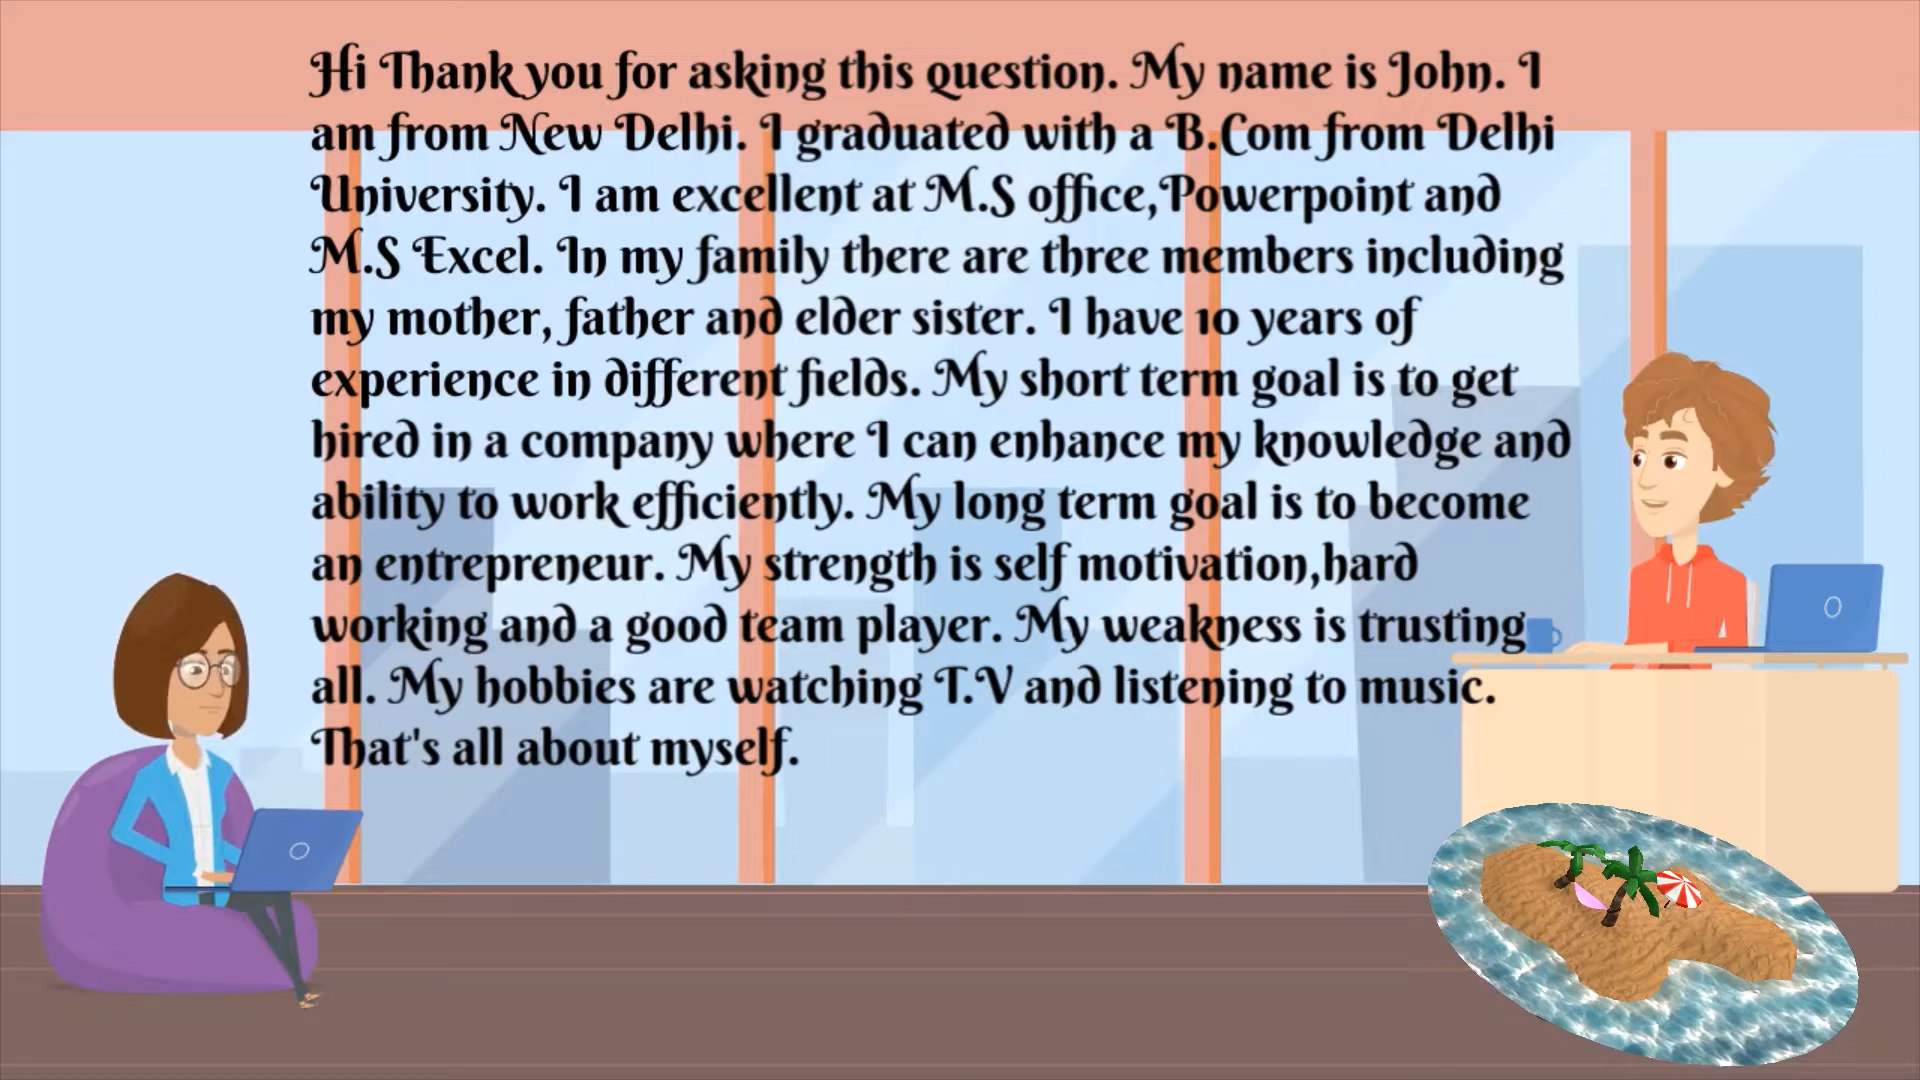 Hi Thank you for asking this question. My name is John. I
am from New Delhi. I graduated with a B.Com from Delhi
University. I am excellent at M.S office,Powerpoint and
M.S Excel. In my family there are three members including
my mother, father and elder sister. I have 10 years of
experience in different fields. My short term goal is to get
hired in a company where I can enhance my knowledge and
ability to work efficiently. My long term goal is to become
an entrepreneur. My strength is self motivation,hard
working and a good team player. My weakness is trusting
all. My hobbies are watching T.V and listening to music.
That's all about myself.